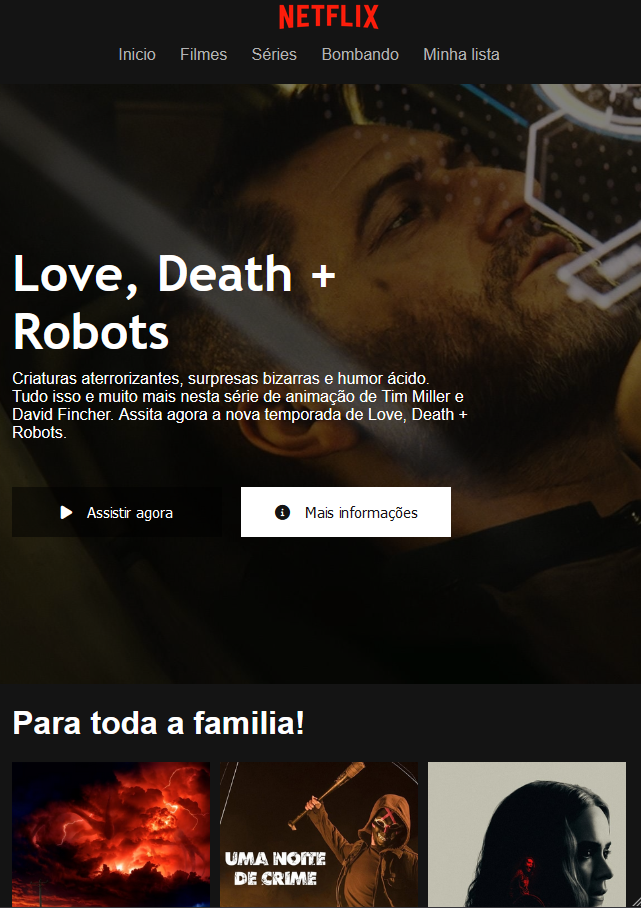 NETFLIX
Inicio Filmes Séries Bombando Minha lista
Love, Death +
Robots
Criaturas aterrorizantes, surpresas bizarras e humor ácido.
Tudo isso e muito mais nesta série de animação de Tim Miller e
David Fincher. Assita agora a nova temporada de Love, Death +
Robots.
Assistir agora Mais informações
Para toda a familia!
UMA NOITE
DE CRIME